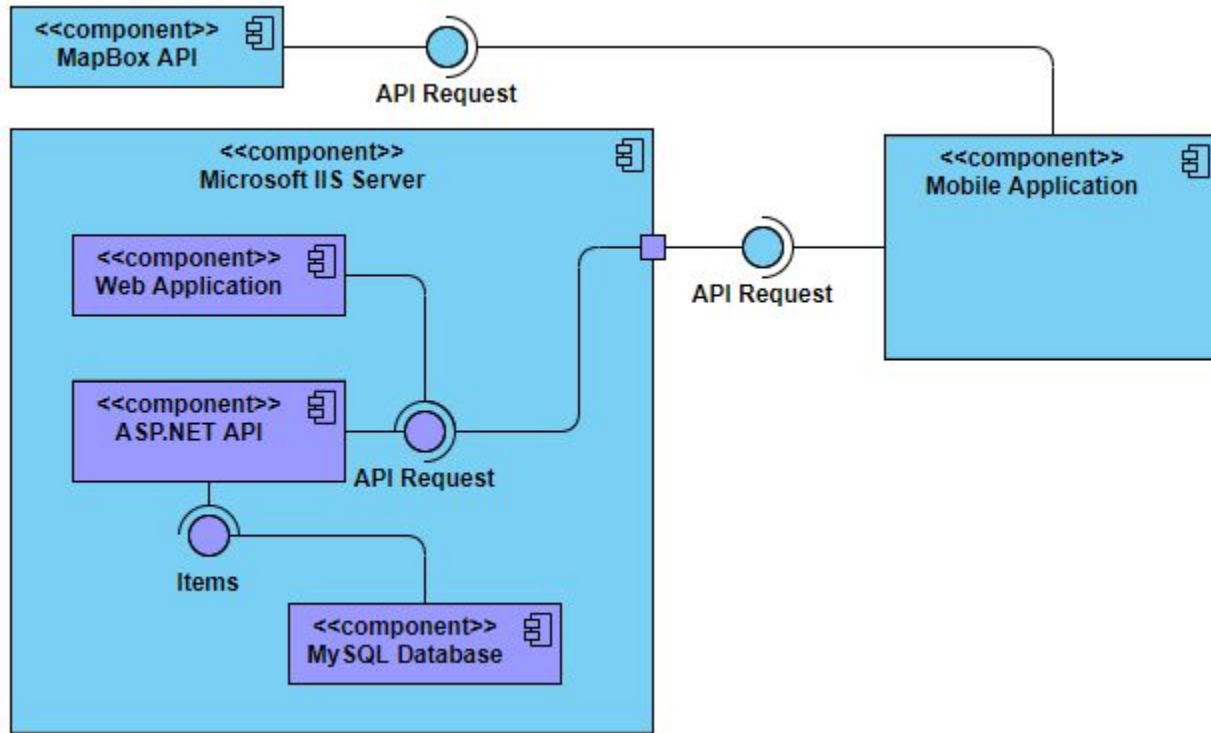 <<component>>
MapBox API
API Request
<<component>>
Microsoft IIS Server
<<component>>
Mobile Application
<<component>>
Web Application
API Request
<<component>>
ASP.NET API
API Request
Items
<<component>>
MySQL Database